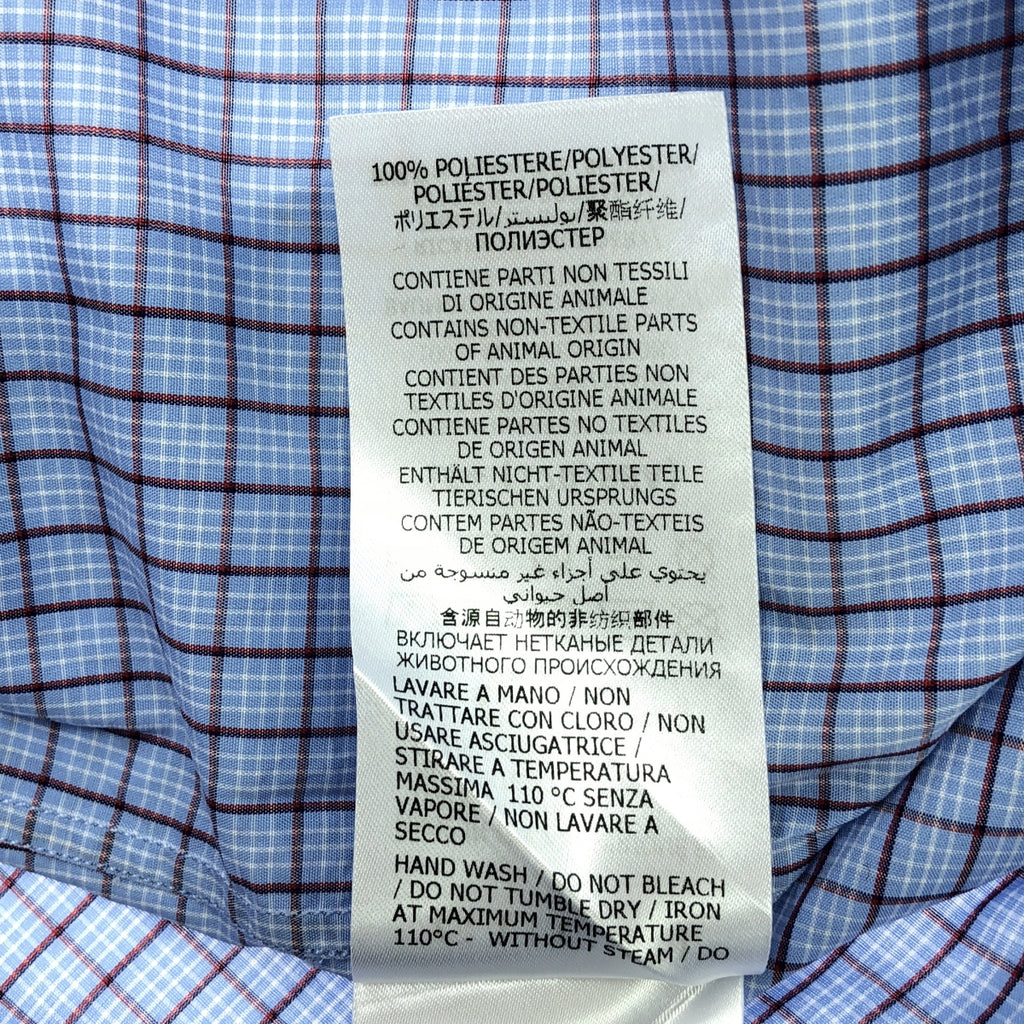 100% POLIESTERE/POLYESTER/
POLIÉSTER/POLIESTER/
ポリエステル/بوليستر/聚酯纤维/
ПОЛИЭСТЕР
CONTIENE PARTI NON TESSILI
DI ORIGINE ANIMALE
CONTAINS NON-TEXTILE PARTS
OF ANIMAL ORIGIN
CONTIENT DES PARTIES NON
TEXTILES D'ORIGINE ANIMALE
CONTIENE PARTES NO TEXTILES
DE ORIGEN ANIMAL
ENTHÄLT NICHT-TEXTILE TEILE
TIERISCHEN URSPRUNGS
CONTEM PARTES NÃO-TEXTEIS
DE ORIGEM ANIMAL
يحتوي على أجزاء غير منسوجة من
اصل حيواني
含源自动物的非纺织部件
ВКЛЮЧАЕТ НЕТКАНЫЕ ДЕТАЛИ
ЖИВОТНОГО ПРОИСХОЖДЕНИЯ
LAVARE A MANO / NON
TRATTARE CON CLORO / NON
USARE ASCIUGATRICE /
STIRARE A TEMPERATURA
MASSIMA 110 °C SENZA
VAPORE / NON LAVARE A
SECCO
HAND WASH / DO NOT BLEACH
/ DO NOT TUMBLE DRY / IRON
AT MAXIMUM TEMPERATURE
110°C - WITHOUT STEAM / DO